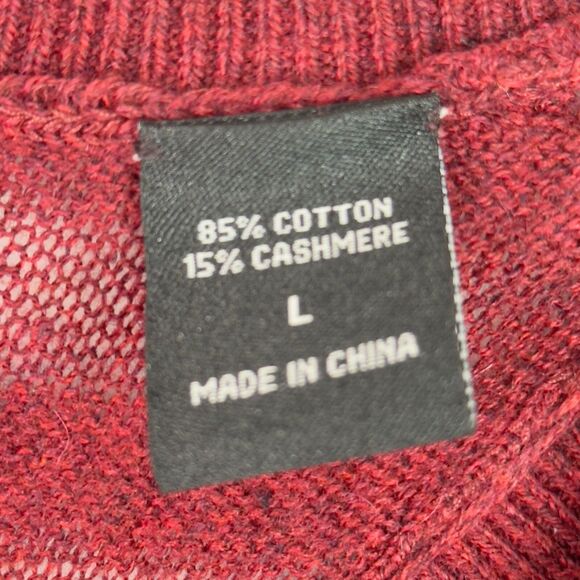 85% COTTON
15% CASHMERE
L
MADE IN CHINA